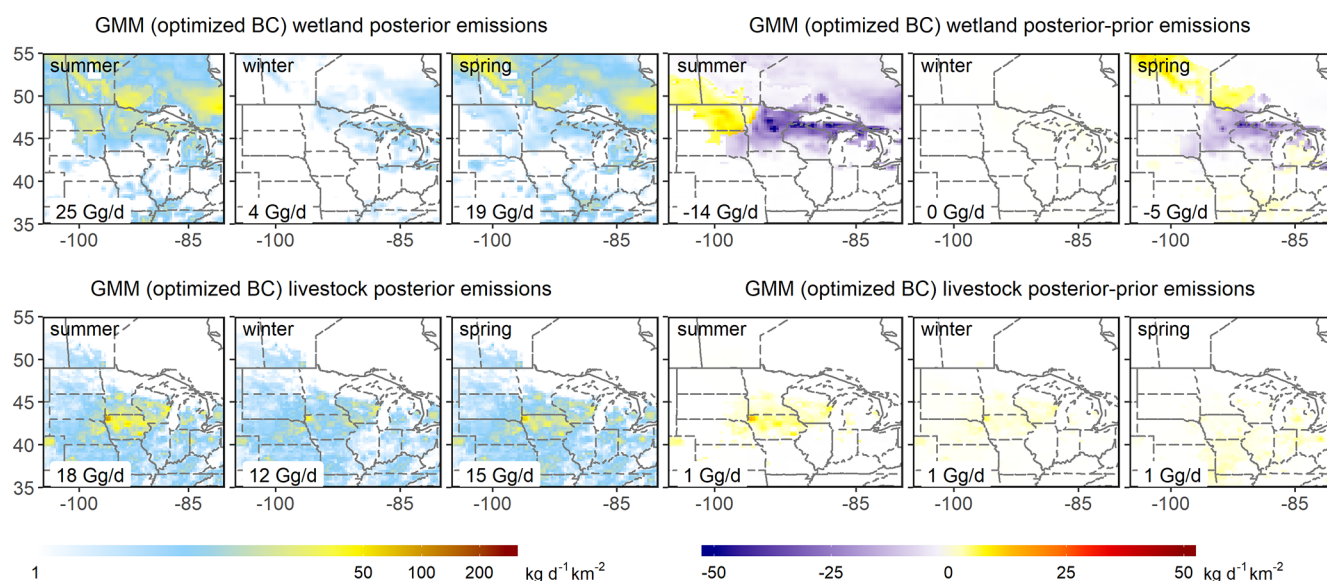 GMM (optimized BC) wetland posterior emissions
GMM (optimized BC) wetland posterior-prior emissions
55
50
45
40
35
summer
winter
spring
summer
winter
spring
25 Gg/d
4 Gg/d
19 Gg/d
-14 Gg/d
0 Gg/d
-5 Gg/d
-100 -85 -100 -85 -100 -85 -100 -85 -100 -85 -100 -85
GMM (optimized BC) livestock posterior emissions
GMM (optimized BC) livestock posterior-prior emissions
55
50
45
40
35
summer
winter
spring
summer
winter
spring
18 Gg/d
12 Gg/d
15 Gg/d
1 Gg/d
1 Gg/d
1 Gg/d
-100 -85 -100 -85 -100 -85 -100 -85 -100 -85 -100 -85
1 50 100 200 kg d⁻¹ km⁻²
-50 -25 0 25 50 kg d⁻¹ km⁻²